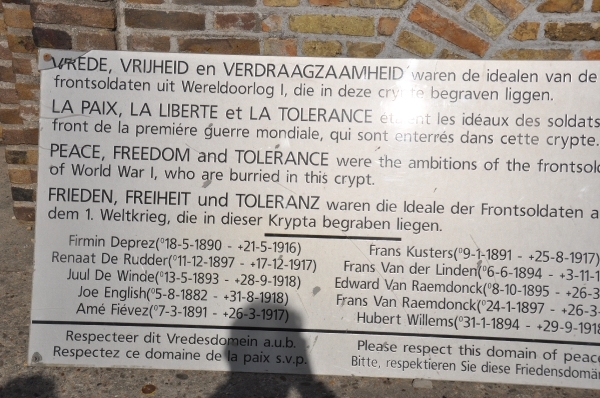 VREDE, VRIJHEID en VERDRAAGZAAMHEID waren de idealen van de
frontsoldaten uit Wereldoorlog I, die in deze crypte begraven liggen.
LA PAIX, LA LIBERTE et LA TOLERANCE étaient les idéaux des soldats
front de la premiére guerre mondiale, qui sont enterrés dans cette crypte.
PEACE, FREEDOM and TOLERANCE were the ambitions of the frontsold
of World War I, who are burried in this crypt.
FRIEDEN, FREIHEIT und TOLERANZ waren die Ideale der Frontsoldaten a
dem 1. Weltkrieg, die in dieser Krypta begraben liegen.
Firmin Deprez(°18-5-1890 - +21-5-1916)
Renaat De Rudder(°11-12-1897 - +17-12-1917)
Juul De Winde(°13-5-1893 - +28-9-1918)
Joe English(°5-8-1882 - +31-8-1918)
Amé Fiévez(°7-3-1891 - +26-3-1917)
Frans Kusters(°9-1-1891 - +25-8-1917)
Frans Van der Linden(°6-6-1894 - +3-11-1
Edward Van Raemdonck(°8-10-1895 - +26-3
Frans Van Raemdonck(°24-1-1897 - +26-3-
Hubert Willems(°31-1-1894 - +29-9-1918
Respecteer dit Vredesdomein a.u.b.
Respectez ce domaine de la paix s.v.p.
Please respect this domain of peac
Bitte, respektieren Sie diese Friedensdomän